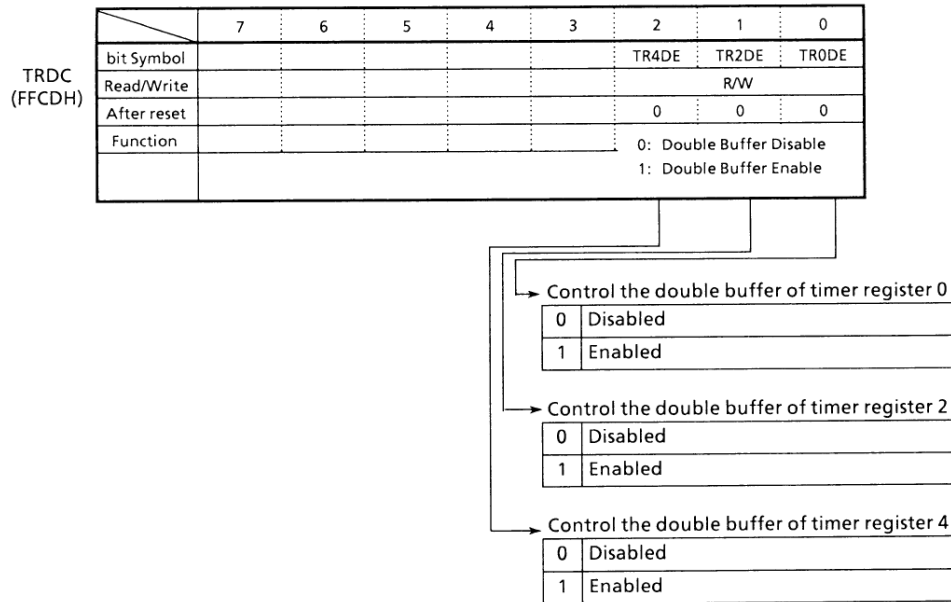 7 6 5 4 3 2 1 0
bit Symbol TR4DE TR2DE TR0DE
TRDC
(FFCDH)
Read/Write R/W
After reset 0 0 0
Function 0: Double Buffer Disable
1: Double Buffer Enable
Control the double buffer of timer register 0
0 Disabled
1 Enabled
Control the double buffer of timer register 2
0 Disabled
1 Enabled
Control the double buffer of timer register 4
0 Disabled
1 Enabled